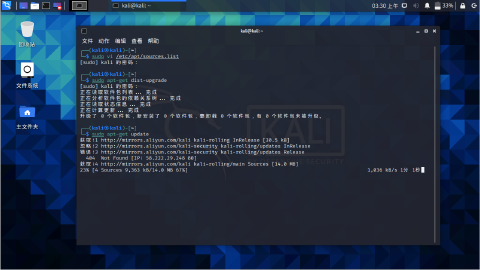 kali@kali: ~
03:30 上午
33%
回收站
文件系统
主文件夹
kali@kali: ~
文件 动作 编辑 查看 帮助
(kali㉿kali)-[~]
$ sudo vi /etc/apt/sources.list
[sudo] kali 的密码：
(kali㉿kali)-[~]
$ sudo apt-get dist-upgrade
[sudo] kali 的密码：
正在读取软件包列表... 完成
正在分析软件包的依赖关系树... 完成
正在读取状态信息... 完成
正在计算更新... 完成
升级了 0 个软件包，新安装了 0 个软件包，要卸载 0 个软件包，有 0 个软件包未被升级。
(kali㉿kali)-[~]
$ sudo apt-get updata
获取:1 http://mirrors.aliyun.com/kali kali-rolling InRelease [30.5 kB]
忽略:2 http://mirrors.aliyun.com/kali-security kali-rolling/updates InRelease
错误:3 http://mirrors.aliyun.com/kali-security kali-rolling/updates Release
404 Not Found [IP: 58.222.29.248 80]
获取:4 http://mirrors.aliyun.com/kali kali-rolling/main Sources [14.0 MB]
23% [4 Sources 9,363 kB/14.0 MB 67%]
1,038 kB/s 1分 1秒
KALI